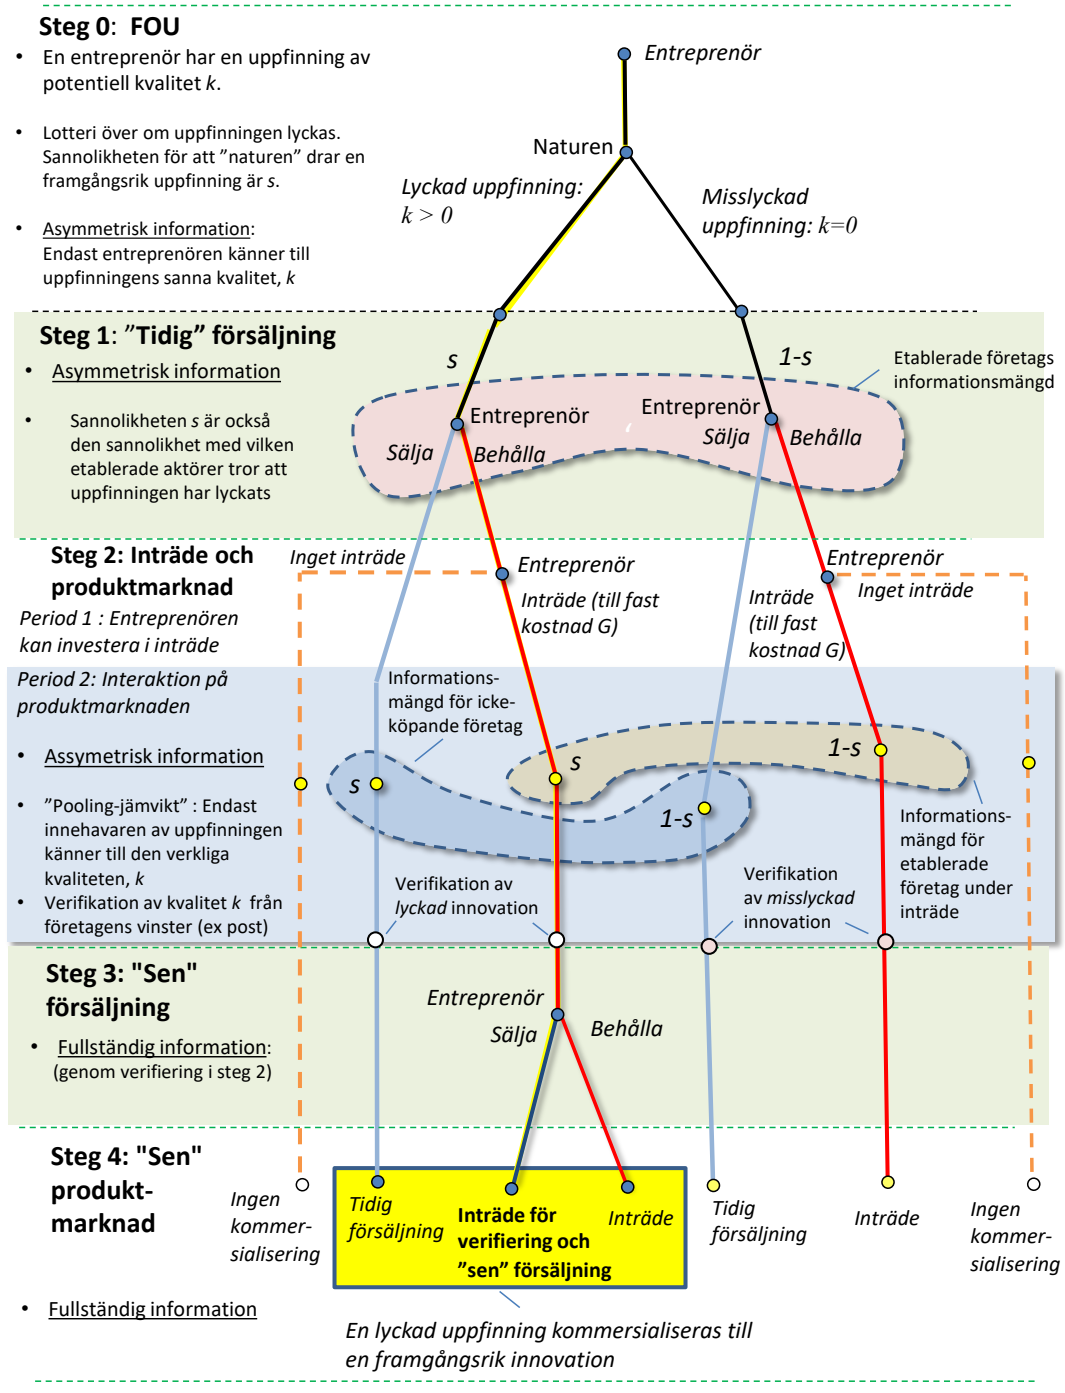 Steg 0: FOU
• En entreprenör har en uppfinning av
potentiell kvalitet k.
• Lotteri över om uppfinningen lyckas.
Sannolikheten för att ”naturen” drar en
framgångsrik uppfinning är s.
• Asymmetrisk information:
Endast entreprenören känner till
uppfinningens sanna kvalitet, k
Entreprenör
Naturen
Lyckad uppfinning:
k > 0
Misslyckad
uppfinning: k=0
Steg 1: ”Tidig” försäljning
• Asymmetrisk information
• Sannolikheten s är också
den sannolikhet med vilken
etablerade aktörer tror att
uppfinningen har lyckats
s
1-s
Etablerade företags
informationsmängd
Entreprenör
Sälja
Behålla
Entreprenör
Sälja
Behålla
Steg 2: Inträde och
produktmarknad
Period 1 : Entreprenören
kan investera i inträde
Inget inträde
Entreprenör
Inträde (till fast
kostnad G)
Entreprenör
Inget inträde
Inträde
(till fast
kostnad G)
Period 2: Interaktion på
produktmarknaden
• Assymetrisk information
• ”Pooling-jämvikt” : Endast
innehavaren av uppfinningen
känner till den verkliga
kvaliteten, k
• Verifikation av kvalitet k från
företagens vinster (ex post)
Informations-
mängd för icke-
köpande företag
s
s
1-s
1-s
Informations-
mängd för
etablerade
företag under
inträde
Verifikation av
lyckad innovation
Verifikation
av misslyckad
innovation
Steg 3: "Sen"
försäljning
• Fullständig information:
(genom verifiering i steg 2)
Entreprenör
Sälja
Behålla
Steg 4: "Sen"
produkt-
marknad
• Fullständig information
Ingen
kommer-
sialisering
Tidig
försäljning
Inträde för
verifiering och
”sen” försäljning
Inträde
Tidig
försäljning
Inträde
Ingen
kommer-
sialisering
En lyckad uppfinning kommersialiseras till
en framgångsrik innovation